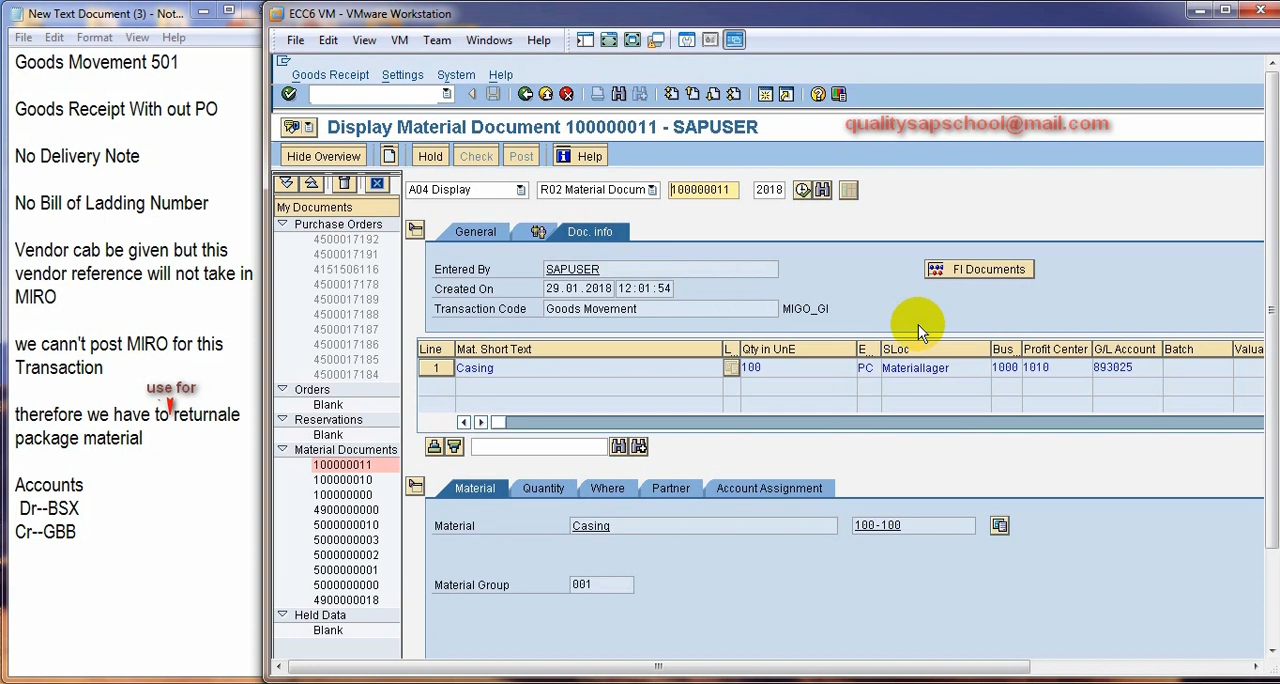 New Text Document (3) - Not...
File Edit Format View Help
Goods Movement 501
Goods Receipt With out PO
No Delivery Note
No Bill of Ladding Number
Vendor cab be given but this
vendor reference will not take in
MIRO
we cann't post MIRO for this
Transaction
use for
therefore we have to returnale
package material
Accounts
Dr--BSX
Cr--GBB
ECC6 VM - VMware Workstation
File Edit View VM Team Windows Help
Goods Receipt Settings System Help
Display Material Document 100000011 - SAPUSER
qualitysapschool@mail.com
Hide Overview Hold Check Post Help
My Documents
Purchase Orders
4500017192
4500017191
4151506116
4500017178
4500017189
4500017188
4500017187
4500017186
4500017185
4500017184
Orders
Blank
Reservations
Blank
Material Documents
100000011
100000010
100000000
4900000000
5000000010
5000000003
5000000002
5000000001
5000000000
4900000018
Held Data
Blank
A04 Display R02 Material Docum 100000011 2018
General Doc. info
Entered By SAPUSER FI Documents
Created On 29.01.2018 12:01:54
Transaction Code Goods Movement MIGO_GI
Line Mat. Short Text L... Qty in UnE E... SLoc Bus... Profit Center G/L Account Batch Valua
1 Casing 100 PC Materiallager 1000 1010 893025
Material Quantity Where Partner Account Assignment
Material Casing 100-100
Material Group 001